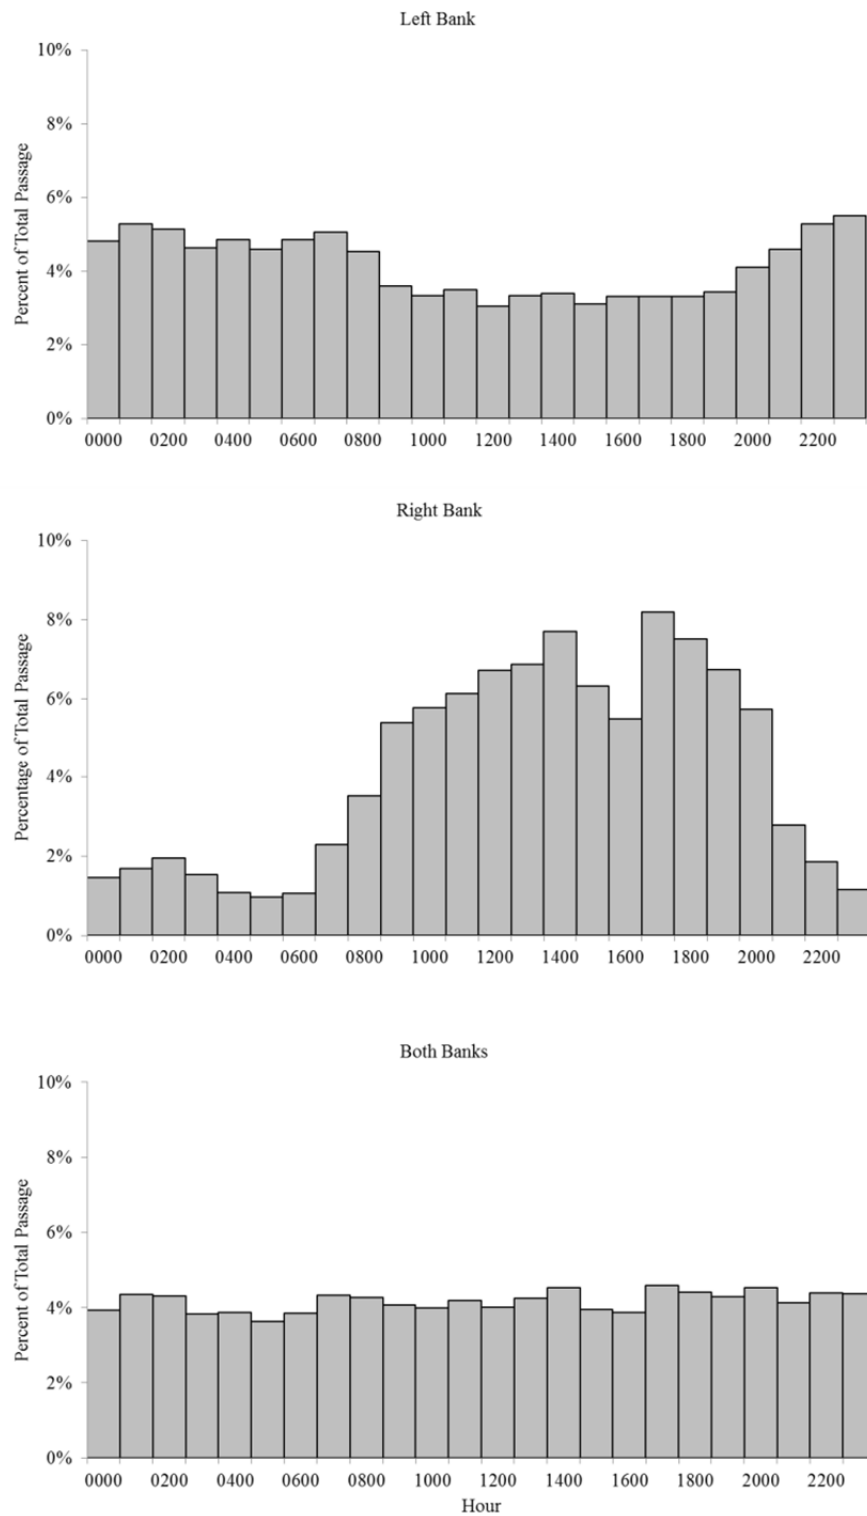 Left Bank
10%
8%
6%
4%
2%
0%
Percent of Total Passage
0000 0200 0400 0600 0800 1000 1200 1400 1600 1800 2000 2200
Right Bank
10%
8%
6%
4%
2%
0%
Percentage of Total Passage
0000 0200 0400 0600 0800 1000 1200 1400 1600 1800 2000 2200
Both Banks
10%
8%
6%
4%
2%
0%
Percent of Total Passage
0000 0200 0400 0600 0800 1000 1200 1400 1600 1800 2000 2200
Hour